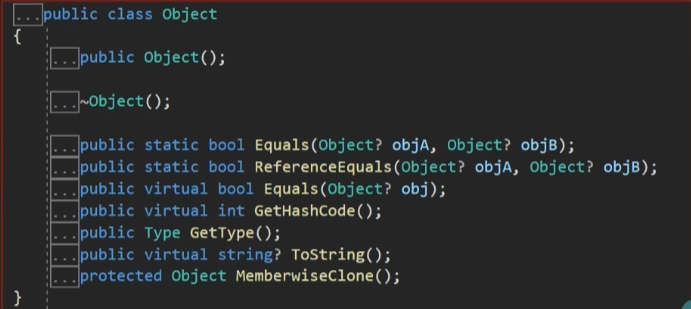 ...public class Object
{
...public Object();
...~Object();
...public static bool Equals(Object? objA, Object? objB);
...public static bool ReferenceEquals(Object? objA, Object? objB);
...public virtual bool Equals(Object? obj);
...public virtual int GetHashCode();
...public Type GetType();
...public virtual string? ToString();
...protected Object MemberwiseClone();
}